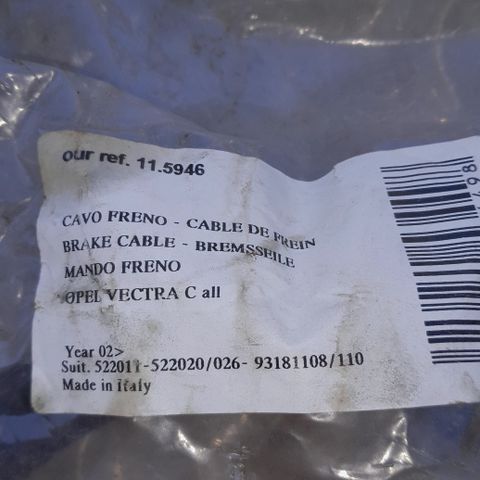 our ref. 11.5946
CAVO FRENO - CABLE DE FREIN
BRAKE CABLE - BREMSSEILE
MANDO FRENO
OPEL VECTRA C all
Year 02>
Suit. 522011-522020/026- 93181108/110
Made in Italy